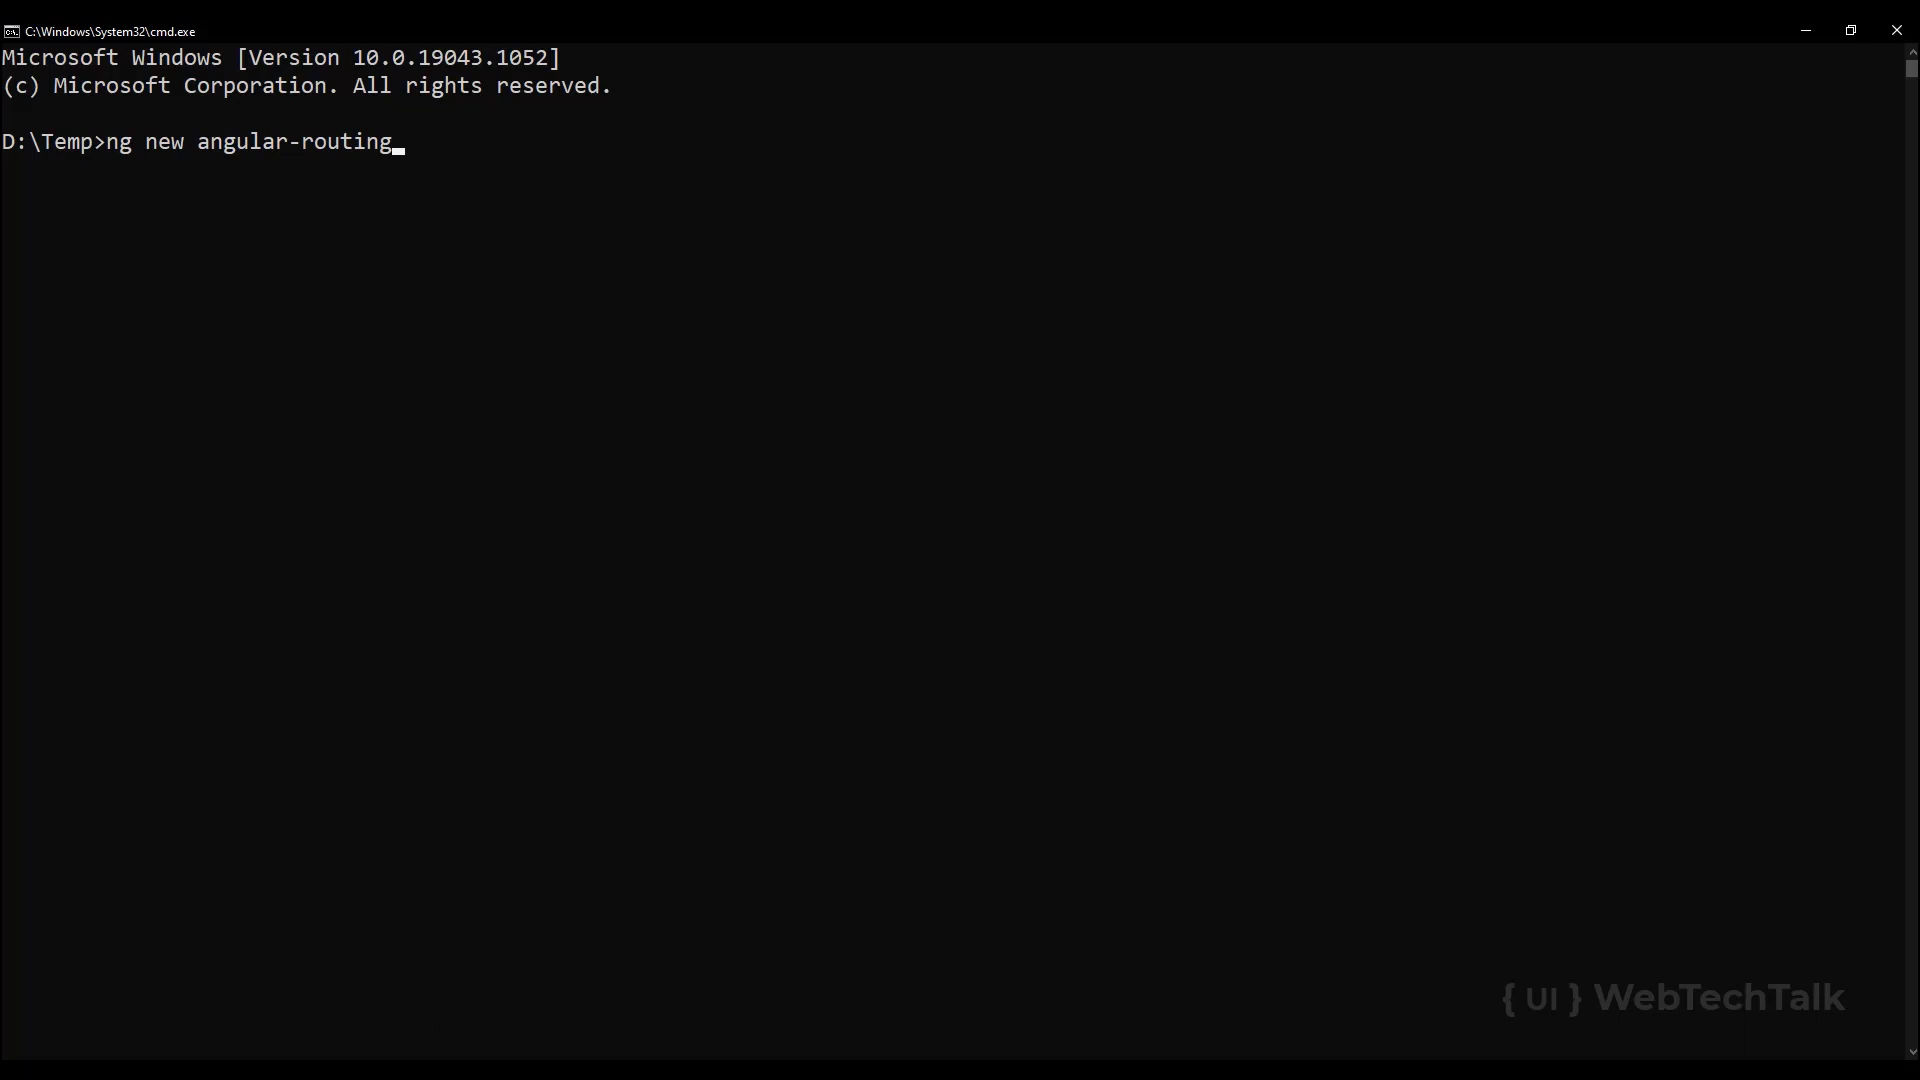 C:\Windows\System32\cmd.exe
Microsoft Windows [Version 10.0.19043.1052]
(c) Microsoft Corporation. All rights reserved.
D:\Temp>ng new angular-routing
{ UI } WebTechTalk